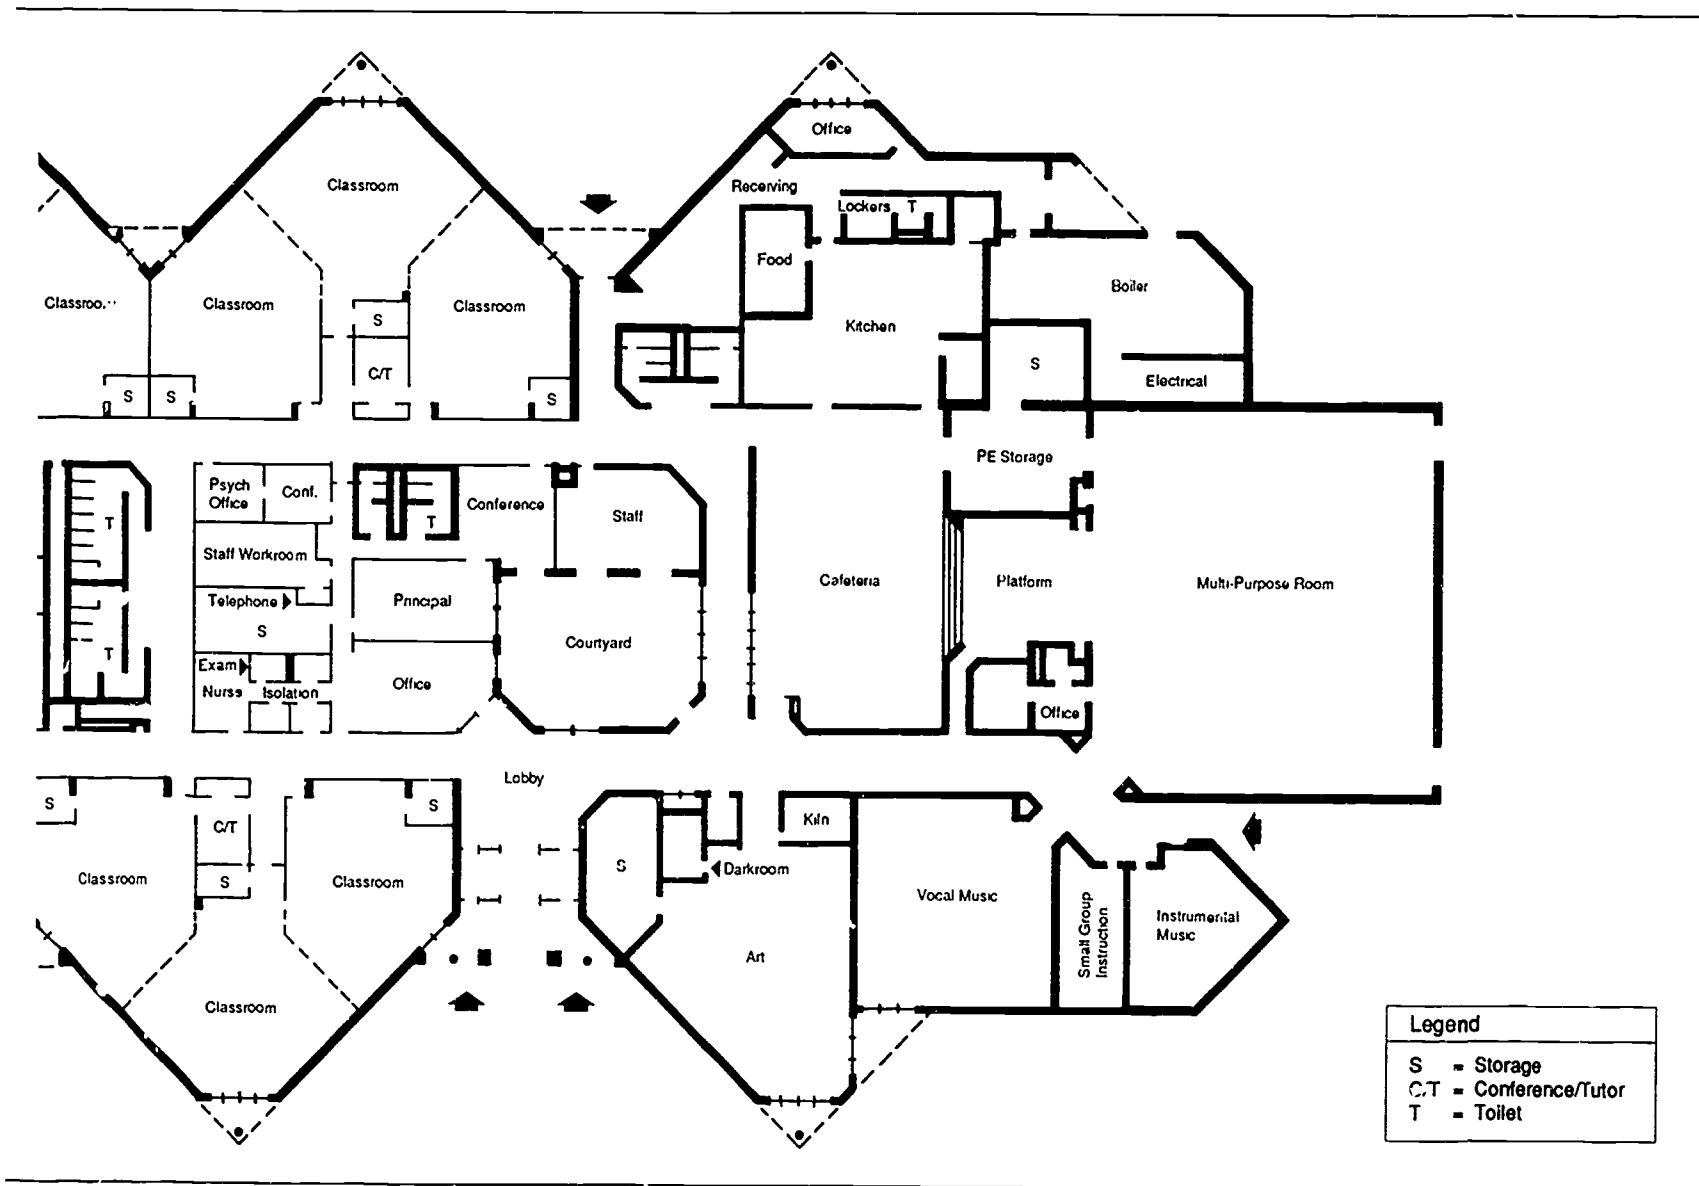 Office
Classroom
Receiving
Lockers
T
Food
Classroom
Classroom
Classroom
Boiler
S
Kitchen
S
C/T
Electrical
S
S
S
PE Storage
Psych
Office
Conf.
Conference
Staff
T
T
Staff Workroom
Cafeteria
Platform
Multi-Purpose Room
Telephone
Principal
S
Courtyard
T
Exam
Nurse
Isolation
Office
Office
Lobby
S
S
C/T
Kiln
S
Darkroom
Classroom
S
Classroom
Vocal Music
Small Group
Instruction
Instrumental
Music
Art
Classroom
Legend
S = Storage
C/T = Conference/Tutor
T = Toilet